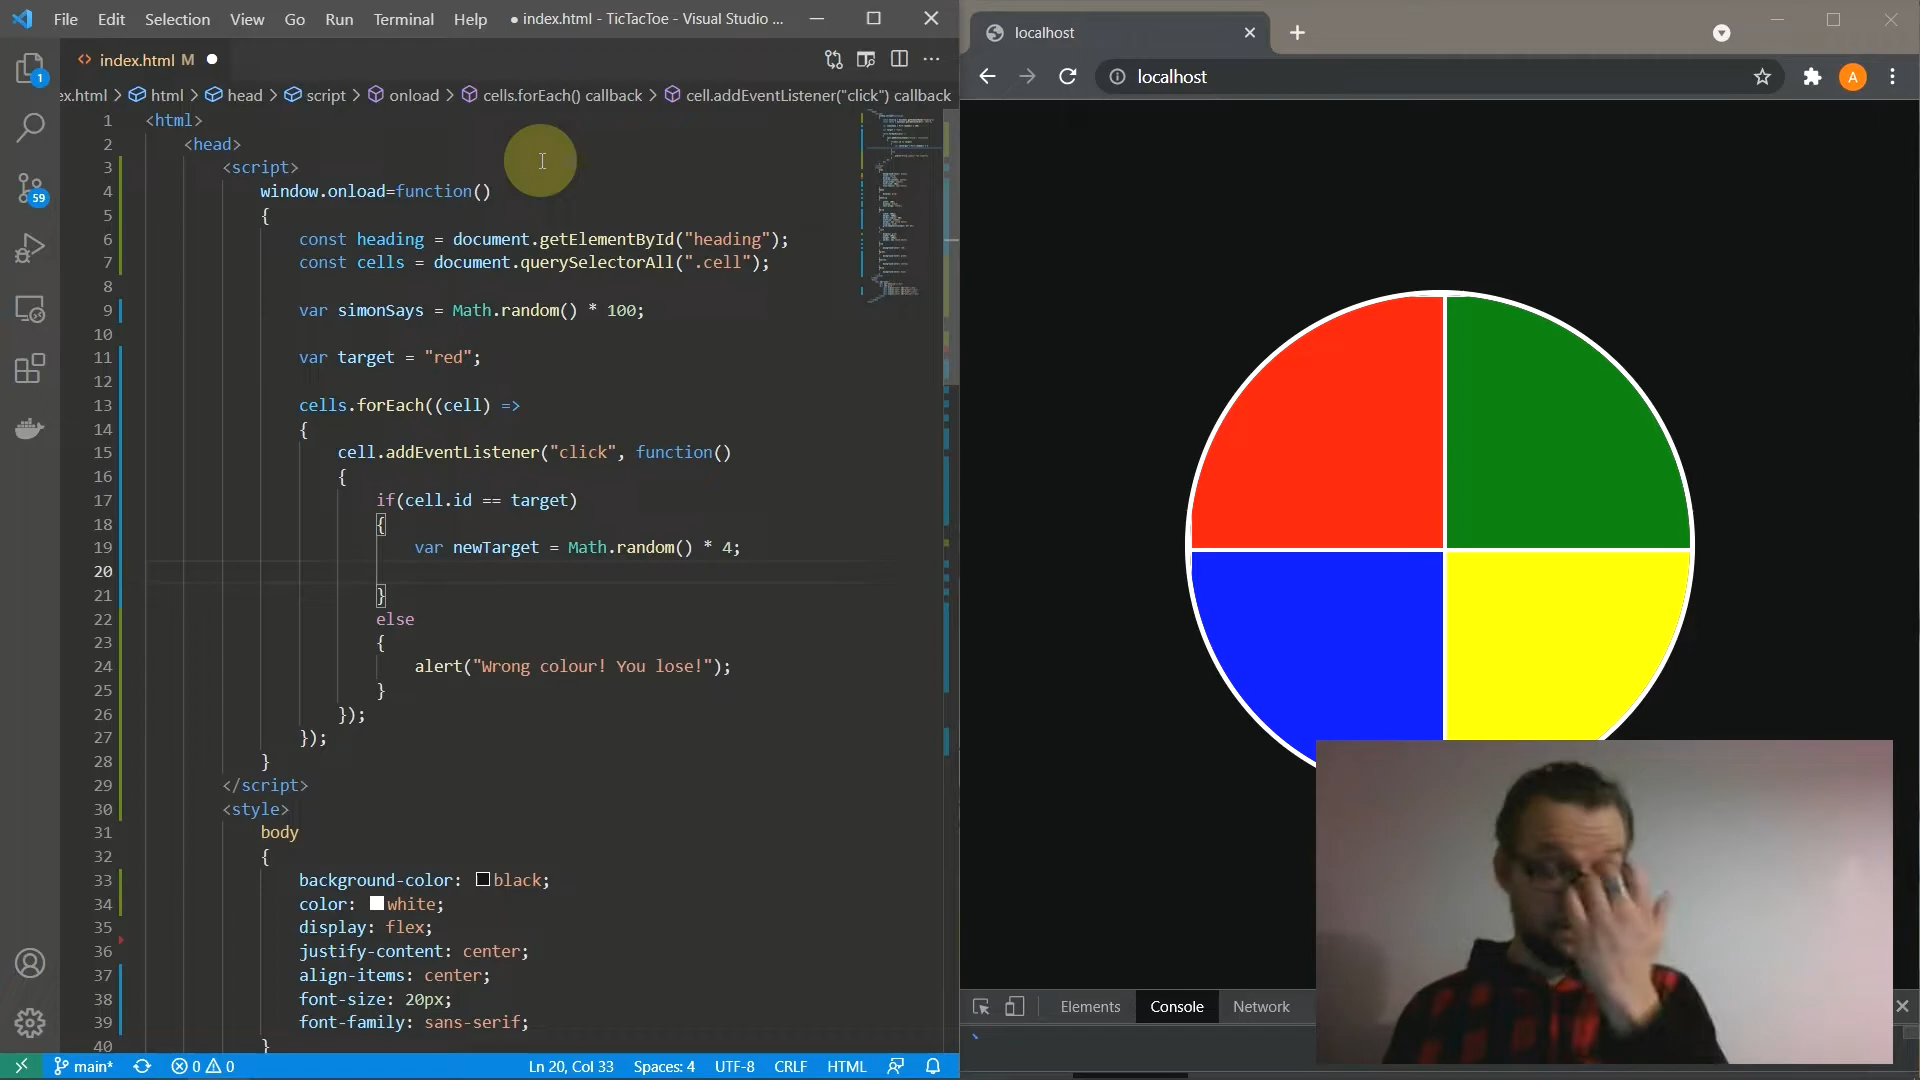 File Edit Selection View Go Run Terminal Help ● index.html - TicTacToe - Visual Studio ...
index.html M
ex.html > html > head > script > onload > cells.forEach() callback > cell.addEventListener("click") callback
1 <html>
2 <head>
3 <script>
4 window.onload=function()
5 {
6 const heading = document.getElementById("heading");
7 const cells = document.querySelectorAll(".cell");
8
9 var simonSays = Math.random() * 100;
10
11 var target = "red";
12
13 cells.forEach((cell) =>
14 {
15 cell.addEventListener("click", function()
16 {
17 if(cell.id == target)
18 {
19 var newTarget = Math.random() * 4;
20
21 }
22 else
23 {
24 alert("Wrong colour! You lose!");
25 }
26 });
27 });
28 }
29 </script>
30 <style>
31 body
32 {
33 background-color: black;
34 color: white;
35 display: flex;
36 justify-content: center;
37 align-items: center;
38 font-size: 20px;
39 font-family: sans-serif;
40 }
1
59
main* 0 0 Ln 20, Col 33 Spaces: 4 UTF-8 CRLF HTML
localhost
localhost
A
Elements Console Network